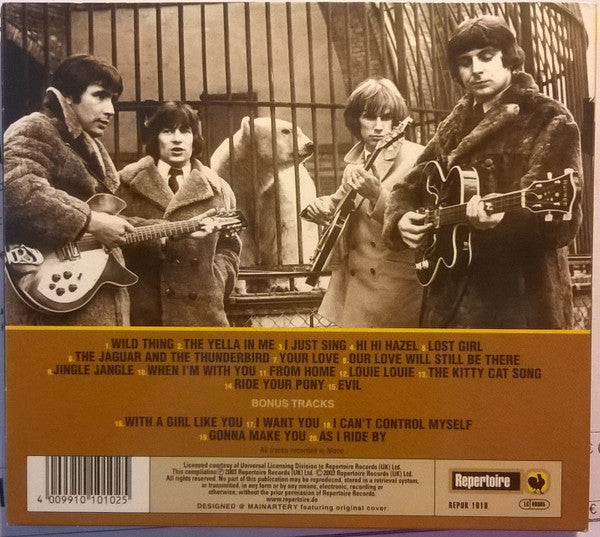 1. WILD THING 2. THE YELLA IN ME 3. I JUST SING 4. HI HI HAZEL 5. LOST GIRL
6. THE JAGUAR AND THE THUNDERBIRD 7. YOUR LOVE 8. OUR LOVE WILL STILL BE THERE
9. JINGLE JANGLE 10. WHEN I'M WITH YOU 11. FROM HOME 12. LOUIE LOUIE 13. THE KITTY CAT SONG
14. RIDE YOUR PONY 15. EVIL
BONUS TRACKS
16. WITH A GIRL LIKE YOU 17. I WANT YOU 18. I CAN'T CONTROL MYSELF
19. GONNA MAKE YOU 20. AS I RIDE BY
All tracks recorded in Mono
Licensed courtesy of Universal Licensing Division to Repertoire Records (UK) Ltd.
This compilation Ⓟ 2003 Repertoire Records (UK) Ltd. © 2003 Repertoire Records (UK) Ltd.
All rights reserved. No part of this publication may be reproduced, stored in a retrieval system,
or transmitted, in any form or by any means, electronic, recording or
otherwise, without the prior permission of Repertoire Records.
www.repertoire.de
DESIGNED @ MAINARTERY featuring original cover
4 009910 101025
Repertoire
REPUK 1010
LC